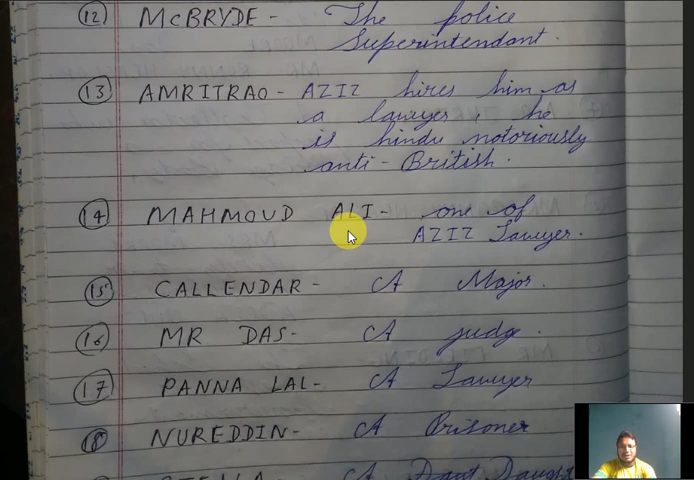 (12) McBRYDE - The police
Superintendant.
(13) AMRITRAO - AZIZ hires him as
a lawyer, he
is hindu notoriously
anti - British.
(14) MAHMOUD ALI - one of
AZIZ Lawyer.
(15) CALLENDAR - A Major.
(16) MR DAS - A judge.
(17) PANNA LAL - A Lawyer
(18) NUREDDIN - A Prisoner
STELLA A